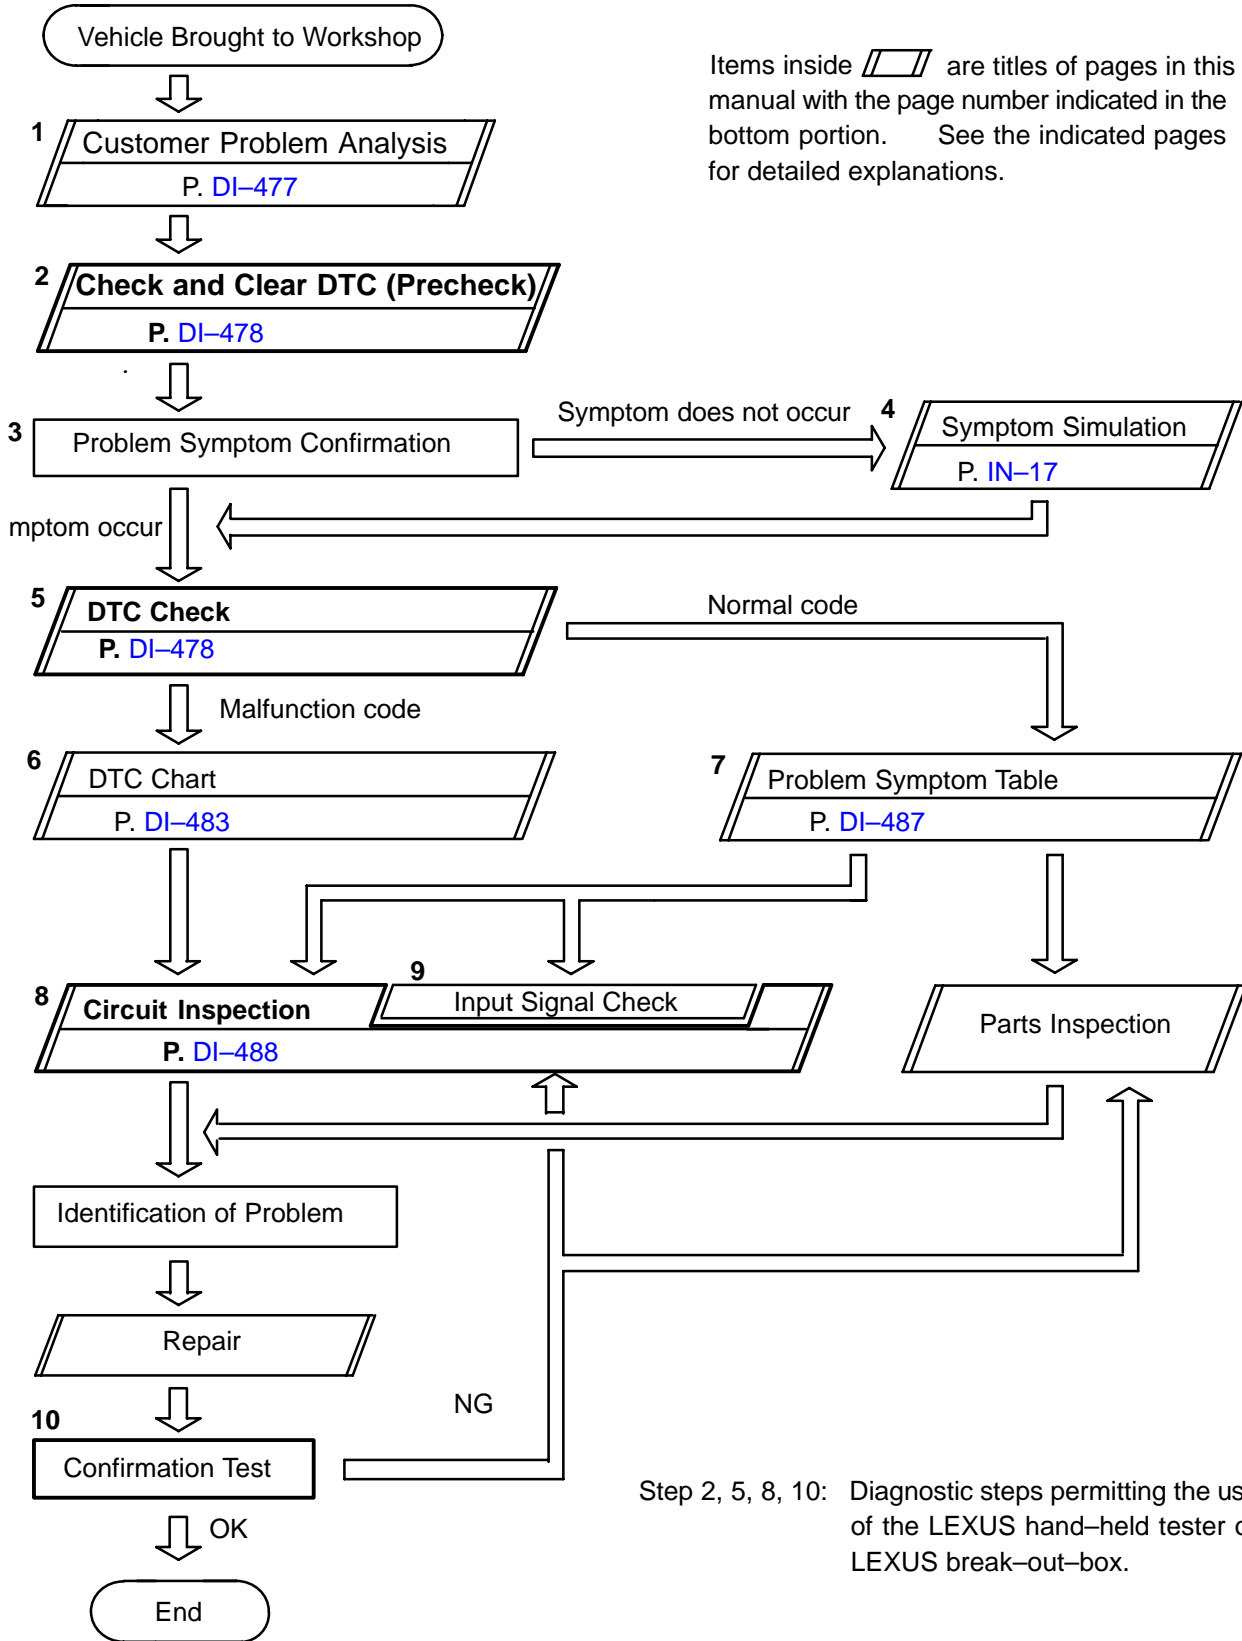 Vehicle Brought to Workshop
Items inside are titles of pages in this
manual with the page number indicated in the
bottom portion. See the indicated pages
for detailed explanations.
1
Customer Problem Analysis
P. DI–477
2
Check and Clear DTC (Precheck)
P. DI–478
3
Problem Symptom Confirmation
Symptom does not occur
4
Symptom Simulation
P. IN–17
mptom occur
5
DTC Check
P. DI–478
Normal code
Malfunction code
6
DTC Chart
P. DI–483
7
Problem Symptom Table
P. DI–487
8
Circuit Inspection
P. DI–488
9
Input Signal Check
Parts Inspection
Identification of Problem
Repair
10
Confirmation Test
NG
OK
End
Step 2, 5, 8, 10: Diagnostic steps permitting the us
of the LEXUS hand–held tester o
LEXUS break–out–box.